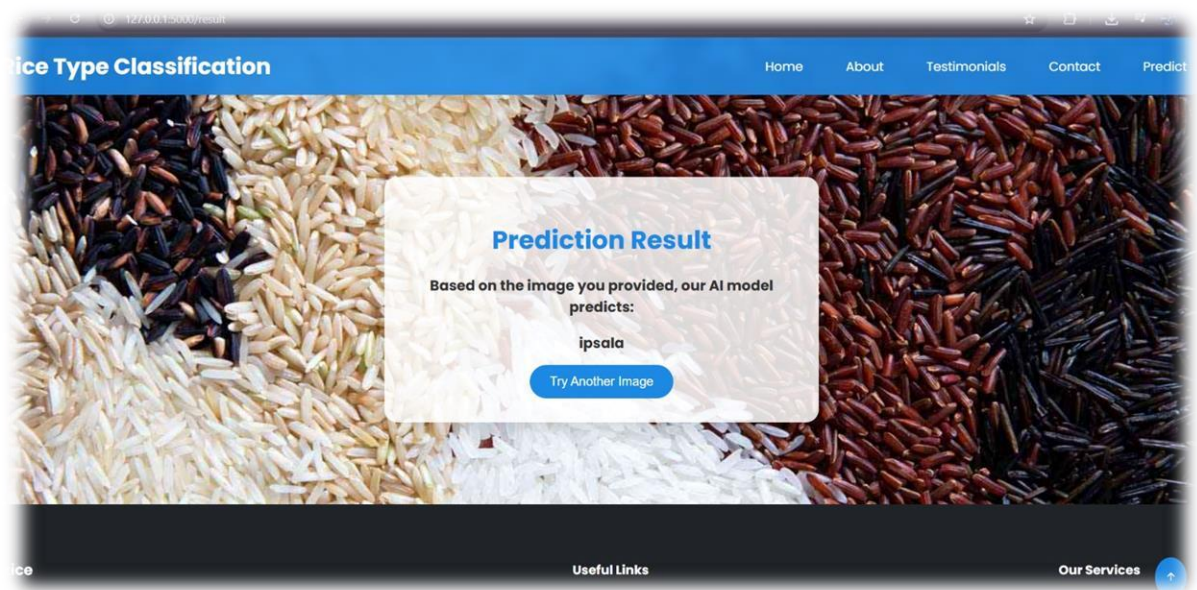 127.0.0.1:5000/result
Rice Type Classification
Home About Testimonials Contact Predict
Prediction Result
Based on the image you provided, our AI model
predicts:
ipsala
Try Another Image
Useful Links Our Services